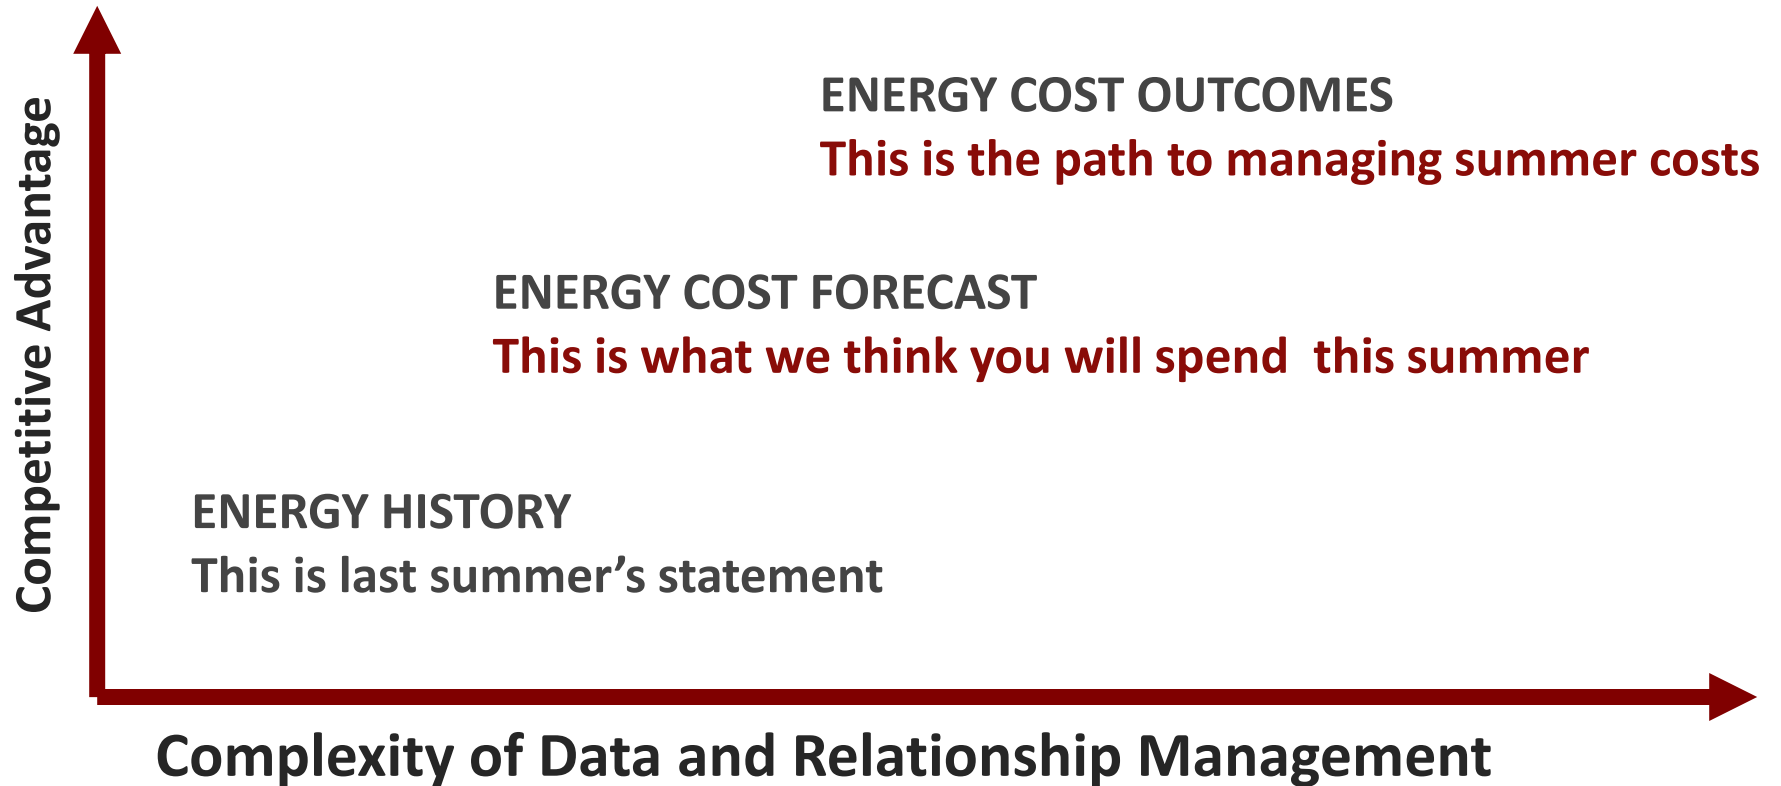 Competitive Advantage
ENERGY COST OUTCOMES
This is the path to managing summer costs
ENERGY COST FORECAST
This is what we think you will spend  this summer
ENERGY HISTORY
This is last summer’s statement
Complexity of Data and Relationship Management